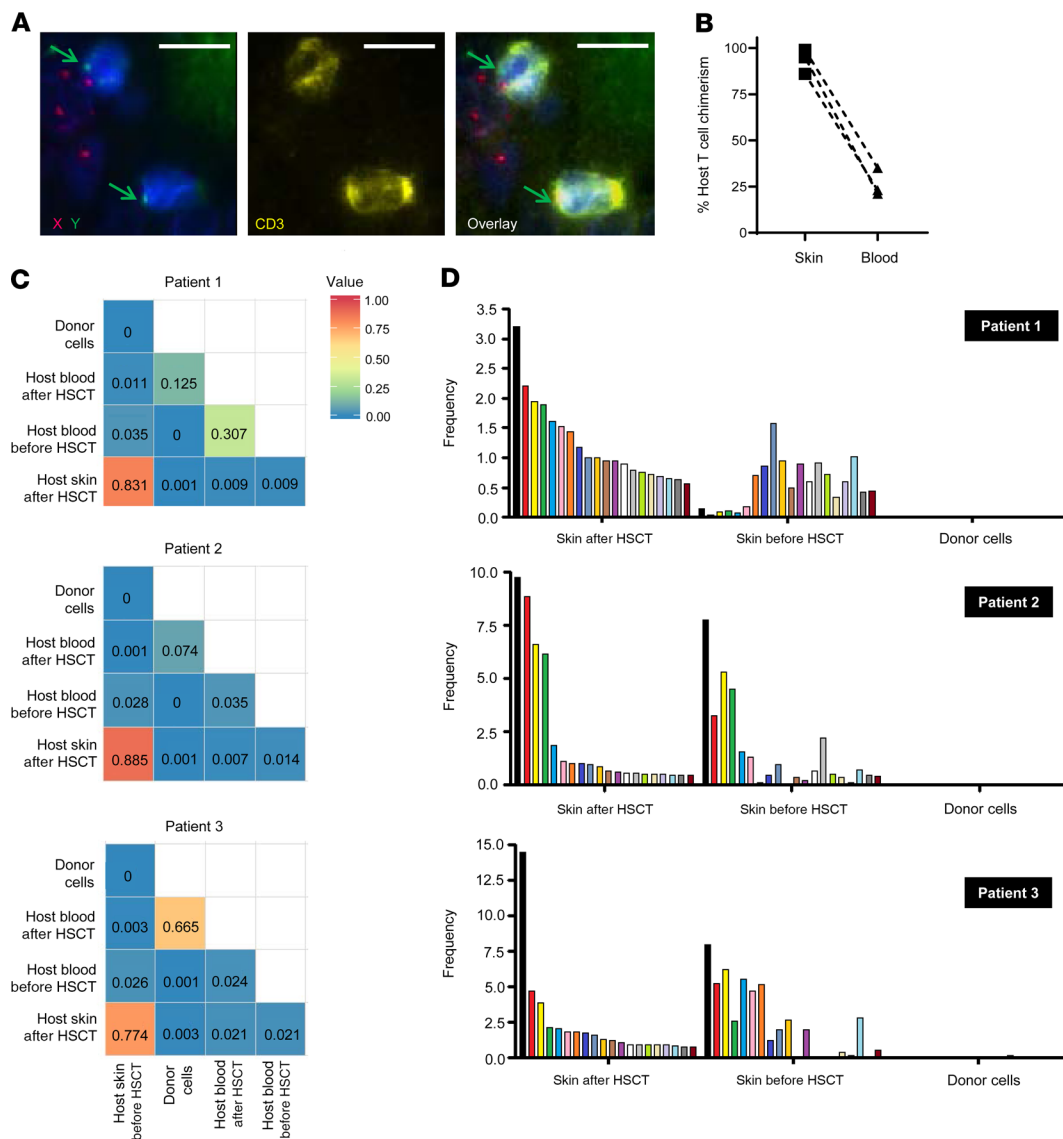 A
X Y
CD3
Overlay
B
% Host T cell chimerism
100
75
50
25
0
Skin
Blood
C
Patient 1
Donor
cells
Host blood
after HSCT
Host blood
before HSCT
Host skin
after HSCT
0
0.011 0.125
0.035 0 0.307
0.831 0.001 0.009 0.009
Value
1.00
0.75
0.50
0.25
0.00
Patient 2
Donor
cells
Host blood
after HSCT
Host blood
before HSCT
Host skin
after HSCT
0
0.001 0.074
0.028 0 0.035
0.885 0.001 0.007 0.014
Patient 3
Donor
cells
Host blood
after HSCT
Host blood
before HSCT
Host skin
after HSCT
0
0.003 0.665
0.026 0.001 0.024
0.774 0.003 0.021 0.021
Host skin
before HSCT
Donor
cells
Host blood
after HSCT
Host blood
before HSCT
D
Patient 1
Frequency
3.5
3.0
2.5
2.0
1.5
1.0
0.5
0.0
Skin after HSCT
Skin before HSCT
Donor cells
Patient 2
Frequency
10.0
7.5
5.0
2.5
0.0
Skin after HSCT
Skin before HSCT
Donor cells
Patient 3
Frequency
15.0
12.5
10.0
7.5
5.0
2.5
0.0
Skin after HSCT
Skin before HSCT
Donor cells